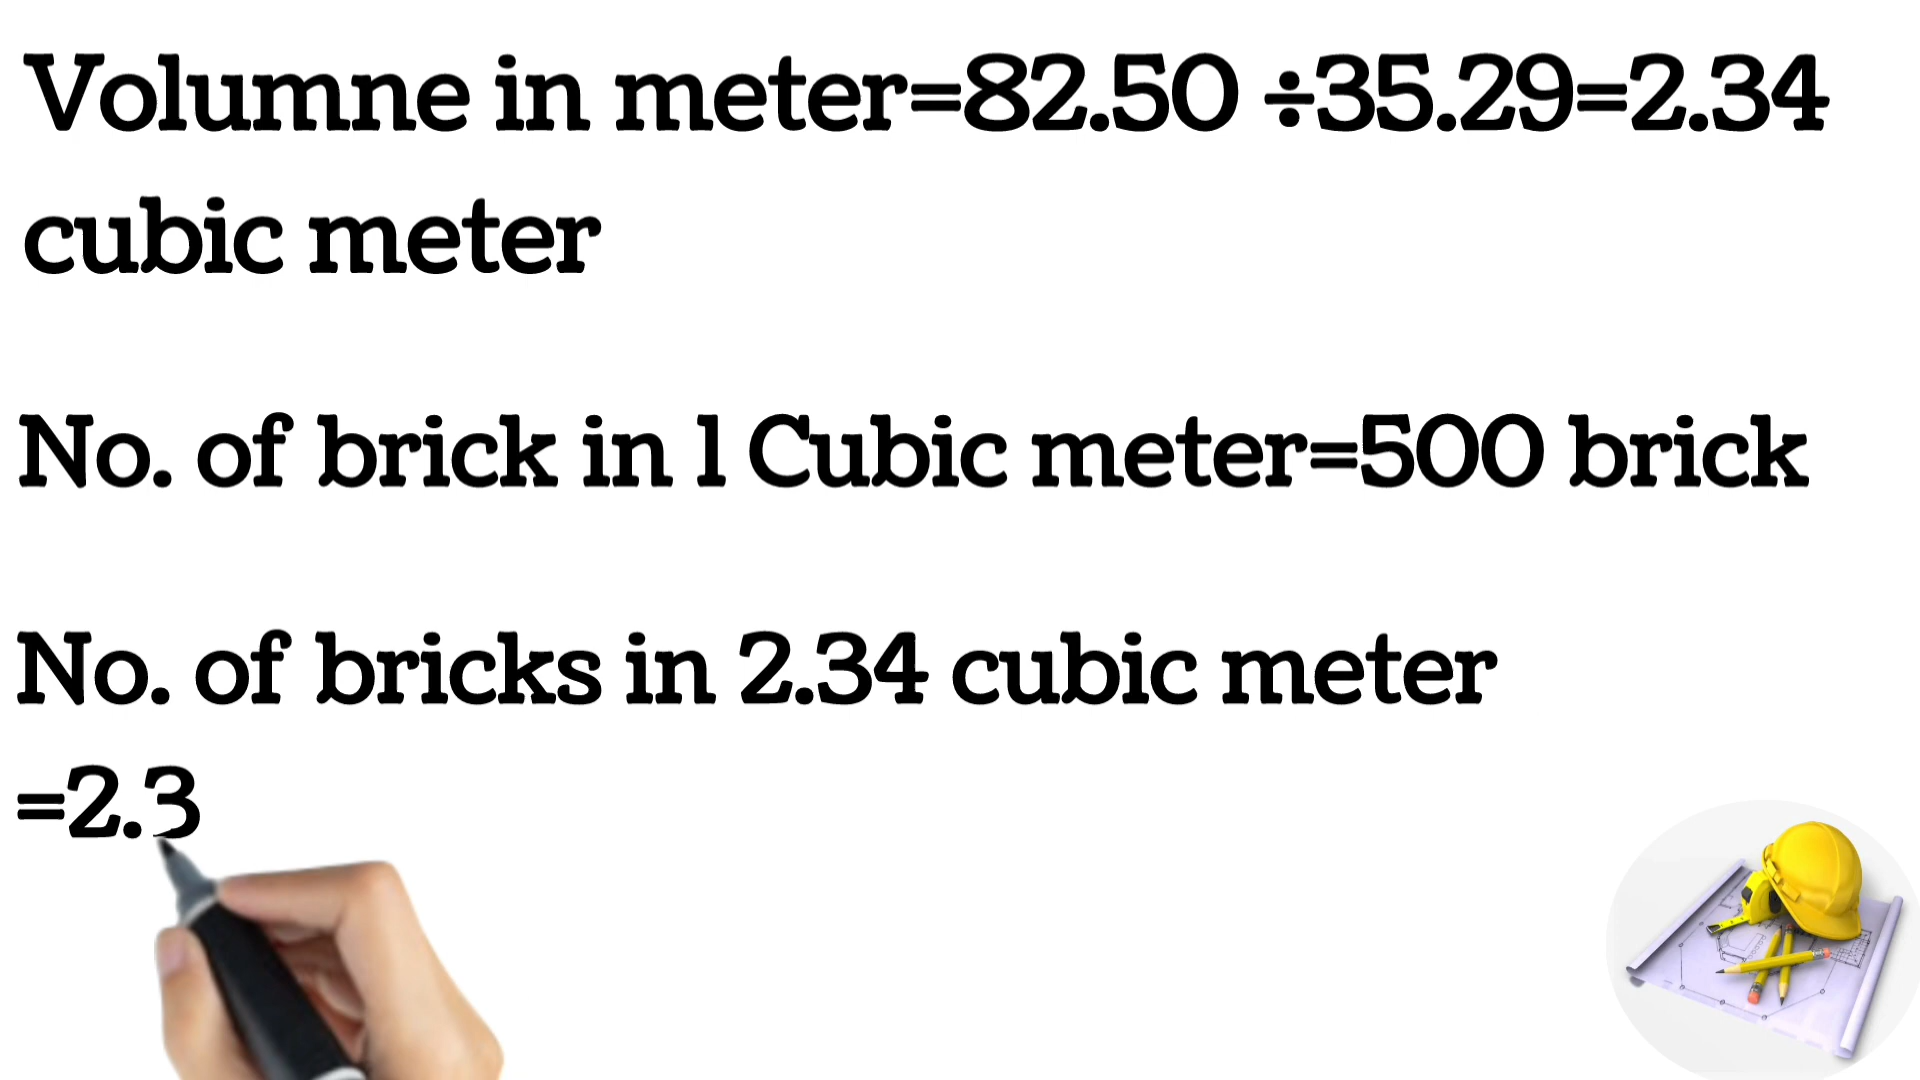 Volumne in meter=82.50 ÷35.29=2.34
cubic meter
No. of brick in 1 Cubic meter=500 brick
No. of bricks in 2.34 cubic meter
=2.3